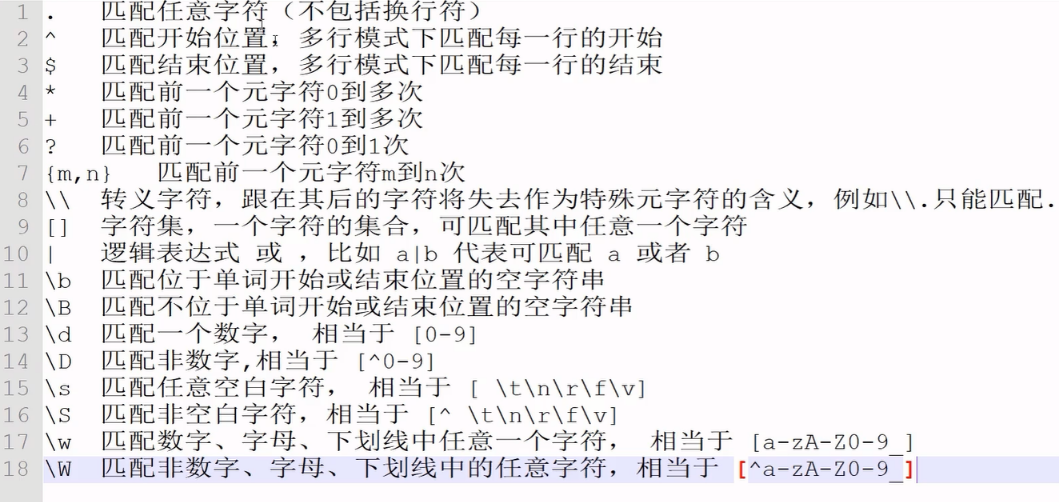 1 . 匹配任意字符（不包括换行符）
2 ^ 匹配开始位置，多行模式下匹配每一行的开始
3 $ 匹配结束位置，多行模式下匹配每一行的结束
4 * 匹配前一个元字符0到多次
5 + 匹配前一个元字符1到多次
6 ? 匹配前一个元字符0到1次
7 {m,n} 匹配前一个元字符m到n次
8 \\ 转义字符，跟在其后的字符将失去作为特殊元字符的含义，例如\\.只能匹配.
9 [] 字符集，一个字符的集合，可匹配其中任意一个字符
10 | 逻辑表达式 或 ，比如 a|b 代表可匹配 a 或者 b
11 \b 匹配位于单词开始或结束位置的空字符串
12 \B 匹配不位于单词开始或结束位置的空字符串
13 \d 匹配一个数字， 相当于 [0-9]
14 \D 匹配非数字,相当于 [^0-9]
15 \s 匹配任意空白字符， 相当于 [ \t\n\r\f\v]
16 \S 匹配非空白字符，相当于 [^ \t\n\r\f\v]
17 \w 匹配数字、字母、下划线中任意一个字符， 相当于 [a-zA-Z0-9_]
18 \W 匹配非数字、字母、下划线中的任意字符，相当于 [^a-zA-Z0-9_]